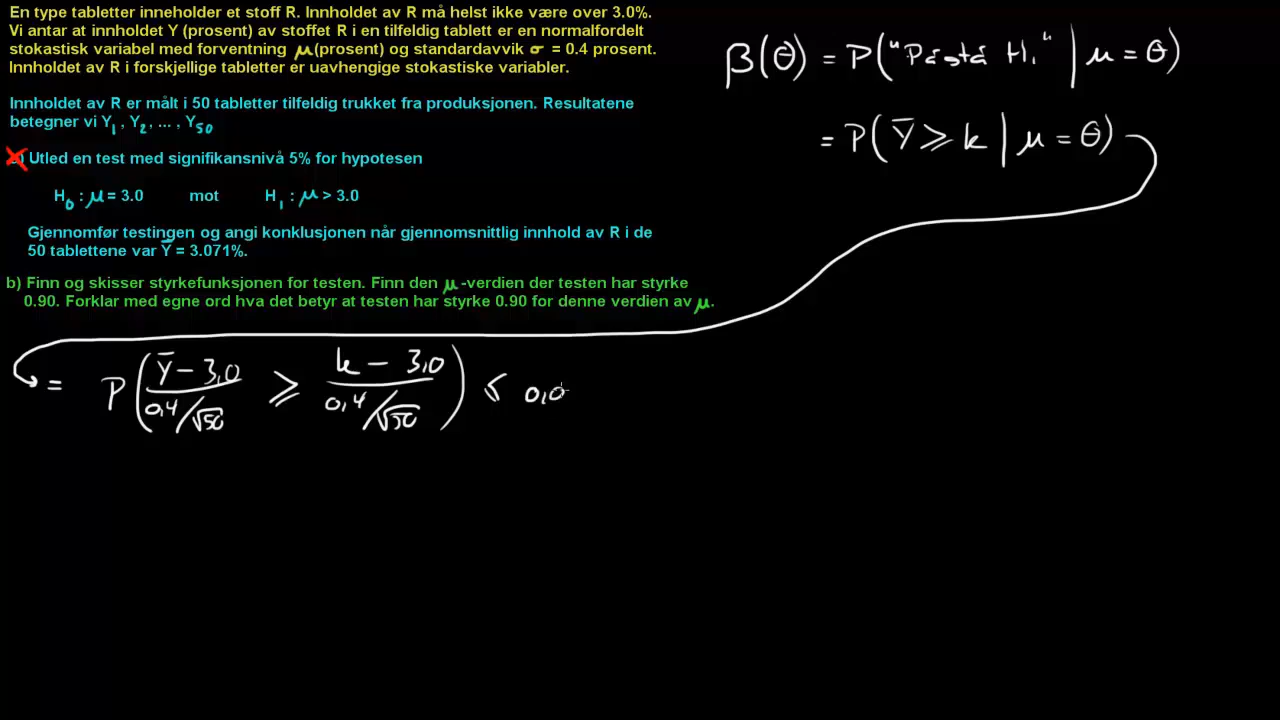 En type tabletter inneholder et stoff R. Innholdet av R må helst ikke være over 3.0%.
Vi antar at innholdet Y (prosent) av stoffet R i en tilfeldig tablett er en normalfordelt
stokastisk variabel med forventning μ (prosent) og standardavvik σ = 0.4 prosent.
Innholdet av R i forskjellige tabletter er uavhengige stokastiske variabler.
Innholdet av R er målt i 50 tabletter tilfeldig trukket fra produksjonen. Resultatene
betegner vi Y₁ , Y₂ , ... , Y₅₀
a) Utled en test med signifikansnivå 5% for hypotesen
H₀ : μ = 3.0 mot H₁ : μ > 3.0
Gjennomfør testingen og angi konklusjonen når gjennomsnittlig innhold av R i de
50 tablettene var Ȳ = 3.071%.
b) Finn og skisser styrkefunksjonen for testen. Finn den μ -verdien der testen har styrke
0.90. Forklar med egne ord hva det betyr at testen har styrke 0.90 for denne verdien av μ.
β(θ) = P("Påstå H₁" | μ = θ)
= P(Ȳ ≥ k | μ = θ)
= P((Ȳ − 3,0)/(0,4/√50) ≥ (k − 3,0)/(0,4/√50)) ≤ 0,0